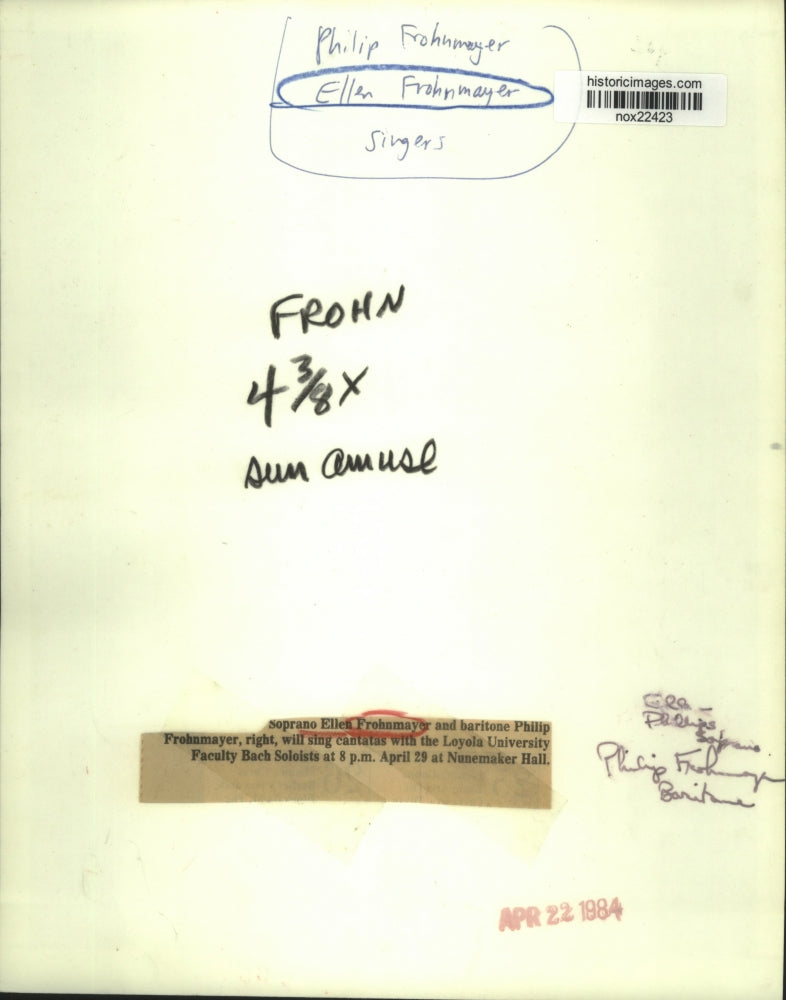 Philip Frohnmayer
Ellen Frohnmayer
Singers
historicimages.com
nox22423
FROHN
4 3/8 X
sun amuse
Soprano Ellen Frohnmayer and baritone Philip
Frohnmayer, right, will sing cantatas with the Loyola University
Faculty Bach Soloists at 8 p.m. April 29 at Nunemaker Hall.
Phillips
Soprano
Philip Frohnmayer
Baritone
APR 22 1984